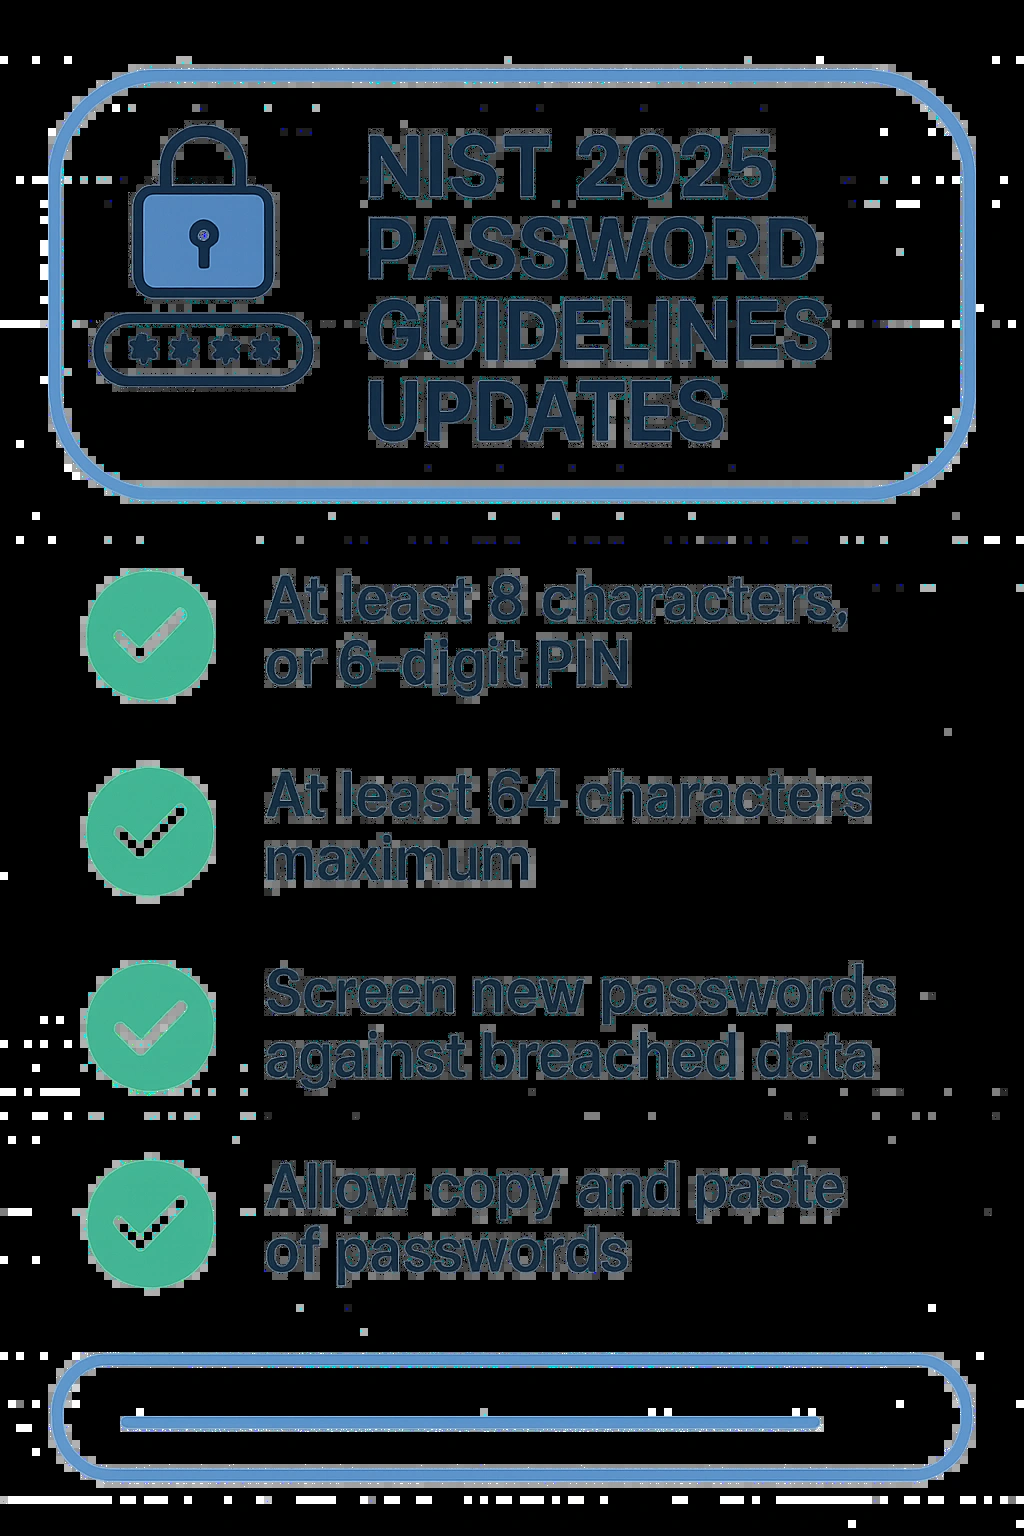 NIST 2025
PASSWORD
GUIDELINES
UPDATES
At least 8 characters,
or 6-digit PIN
At least 64 characters
maximum
Screen new passwords
against breached data
Allow copy and paste
of passwords